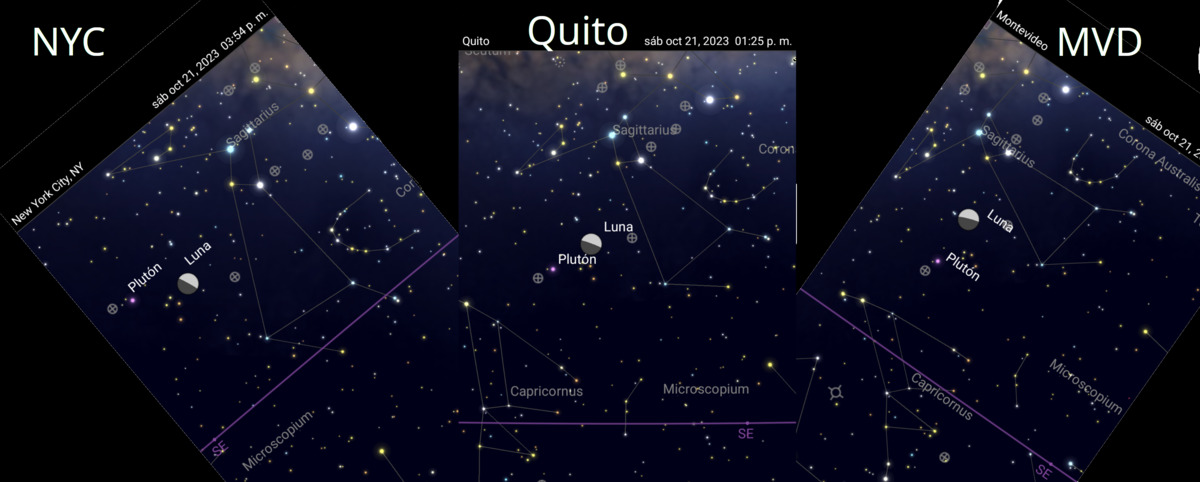 NYC
sáb oct 21, 2023 03:54 p. m.
New York City, NY
Sagittarius
Cor
Luna
Plutón
SE
Microscopium
Quito
Quito
sáb oct 21, 2023 01:25 p. m.
Scutum
Sagittarius
Coron
Luna
Plutón
Capricornus
Microscopium
SE
MVD
Montevideo
sáb oct 21, 2
Sagittarius
Corona Australis
Luna
Plutón
Capricornus
Microscopium
SE